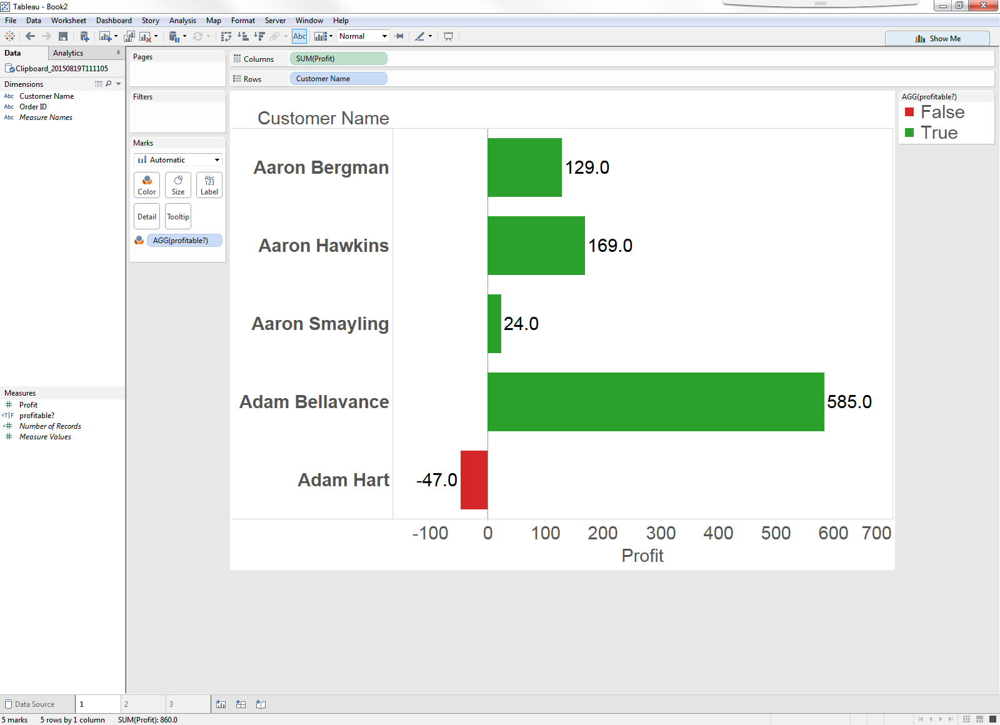 Tableau - Book2
File Data Worksheet Dashboard Story Analysis Map Format Server Window Help
Abc Normal
Show Me
Data Analytics
Clipboard_20150819T111105
Dimensions
Abc Customer Name
Abc Order ID
Abc Measure Names
Measures
# Profit
=T|F profitable?
=# Number of Records
# Measure Values
Pages
Filters
Marks
Automatic
Color Size Abc 123 Label
Detail Tooltip
AGG(profitable?)
Columns SUM(Profit)
Rows Customer Name
Customer Name
Aaron Bergman 129.0
Aaron Hawkins 169.0
Aaron Smayling 24.0
Adam Bellavance 585.0
Adam Hart -47.0
-100 0 100 200 300 400 500 600 700
Profit
AGG(profitable?)
False
True
Data Source 1 2 3
5 marks 5 rows by 1 column SUM(Profit): 860.0